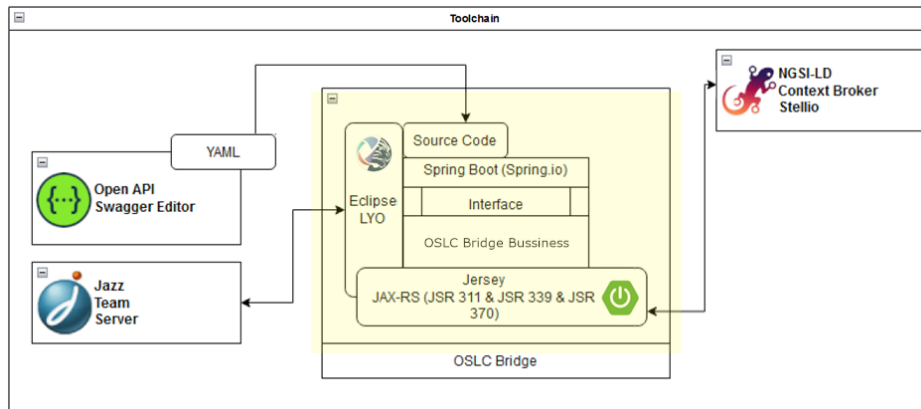 Toolchain
NGSI-LD
Context Broker
Stellio
YAML
Source Code
Open API
Swagger Editor
Spring Boot (Spring.io)
Eclipse
LYO
Interface
OSLC Bridge Bussiness
Jazz
Team
Server
Jersey
JAX-RS (JSR 311 & JSR 339 & JSR
370)
OSLC Bridge